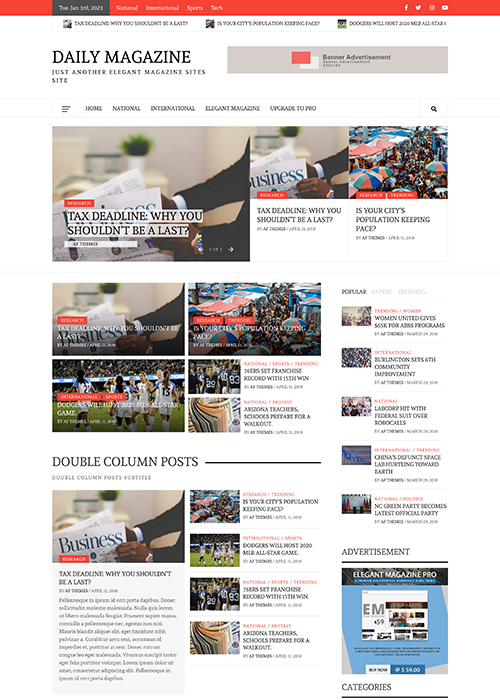 Tue. Jan 3rd, 2023 National International Sports Tech
TAX DEADLINE: WHY YOU SHOULDN'T BE A LAST?
IS YOUR CITY'S POPULATION KEEPING PACE?
DODGERS WILL HOST 2020 MLB ALL-STAR
DAILY MAGAZINE
JUST ANOTHER ELEGANT MAGAZINE SITES
SITE
Banner Advertisement
Banner Advertisement
HOME NATIONAL INTERNATIONAL ELEGANT MAGAZINE UPGRADE TO PRO
Business
RESEARCH
TAX DEADLINE: WHY YOU
SHOULDN'T BE A LAST?
AF THEMES
1 OF 3
Business
RESEARCH
TAX DEADLINE: WHY YOU
SHOULDN'T BE A LAST?
BY AF THEMES / APRIL 11, 2018
RESEARCH TRENDING
IS YOUR CITY'S
POPULATION KEEPING
PACE?
BY AF THEMES / APRIL 11, 2018
RESEARCH
TAX DEADLINE: WHY YOU SHOULDN'T BE
A LAST?
BY AF THEMES / APRIL 11, 2018
RESEARCH TRENDING
IS YOUR CITY'S POPULATION KEEPING
PACE?
BY AF THEMES / APRIL 11, 2018
INTERNATIONAL SPORTS
DODGERS WILL HOST 2020 MLB ALL-STAR
GAME.
BY AF THEMES / APRIL 11, 2018
NATIONAL / SPORTS / TRENDING
76ERS SET FRANCHISE
RECORD WITH 15TH WIN
BY AF THEMES / APRIL 11, 2018
NATIONAL / PROTEST
ARIZONA TEACHERS,
SCHOOLS PREPARE FOR A
WALKOUT.
BY AF THEMES / APRIL 11, 2018
POPULAR LATEST TRENDING
TRENDING / WOMEN
WOMEN UNITED GIVES
$65K FOR ABSS PROGRAMS
BY AF THEMES / MARCH 29, 2018
INTERNATIONAL
BURLINGTON SETS 6TH
COMMUNITY
IMPROVEMENT
BY AF THEMES / MARCH 29, 2018
NATIONAL
LABCORP HIT WITH
FEDERAL SUIT OVER
ROBOCALLS
BY AF THEMES / MARCH 29, 2018
INTERNATIONAL / TRENDING
CHINA'S DEFUNCT SPACE
LAB HURTLING TOWARD
EARTH
BY AF THEMES / MARCH 29, 2018
NATIONAL / POLITICS
NC GREEN PARTY BECOMES
LATEST OFFICIAL PARTY
BY AF THEMES / MARCH 29, 2018
DOUBLE COLUMN POSTS
DOUBLE COLUMN POSTS SUBTITLE
Business
RESEARCH
TAX DEADLINE: WHY YOU SHOULDN'T
BE A LAST?
BY AF THEMES / APRIL 11, 2018
Pellentesque in ipsum id orci porta dapibus. Donec
sollicitudin molestie malesuada. Nulla quis lorem
ut libero malesuada feugiat. Praesent sapien massa,
convallis a pellentesque nec, egestas non nisi.
Mauris blandit aliquet elit, eget tincidunt nibh
pulvinar a. Curabitur arcu erat, accumsan id
imperdiet et, porttitor at sem. Donec rutrum
congue leo eget malesuada. Vivamus suscipit tortor
eget felis porttitor volutpat. Lorem ipsum dolor sit
amet, consectetur adipiscing elit. Pellentesque in
ipsum id orci porta dapibus.
RESEARCH / TRENDING
IS YOUR CITY'S POPULATION
KEEPING PACE?
BY AF THEMES / APRIL 11, 2018
INTERNATIONAL / SPORTS
DODGERS WILL HOST 2020
MLB ALL-STAR GAME.
BY AF THEMES / APRIL 11, 2018
NATIONAL / SPORTS / TRENDING
76ERS SET FRANCHISE
RECORD WITH 15TH WIN
BY AF THEMES / APRIL 11, 2018
NATIONAL / PROTEST
ARIZONA TEACHERS,
SCHOOLS PREPARE FOR A
WALKOUT.
BY AF THEMES / APRIL 11, 2018
ADVERTISEMENT
ELEGANT MAGAZINE PRO
EM
$59
BUY NOW @ $ 59.00
CATEGORIES